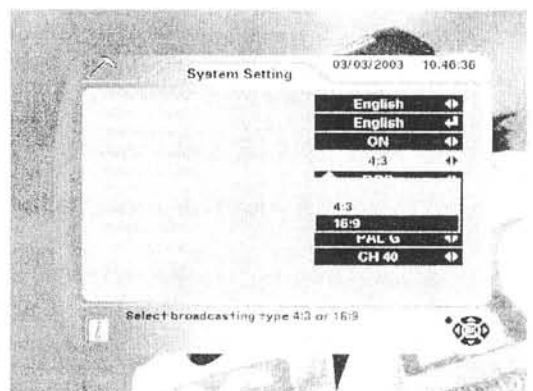 System Setting
03/03/2003 10.46:36
English
English
ON
4:3
4:3
16:9
PAL G
CH 40
Select broadcasting type 4:3 or 16:9